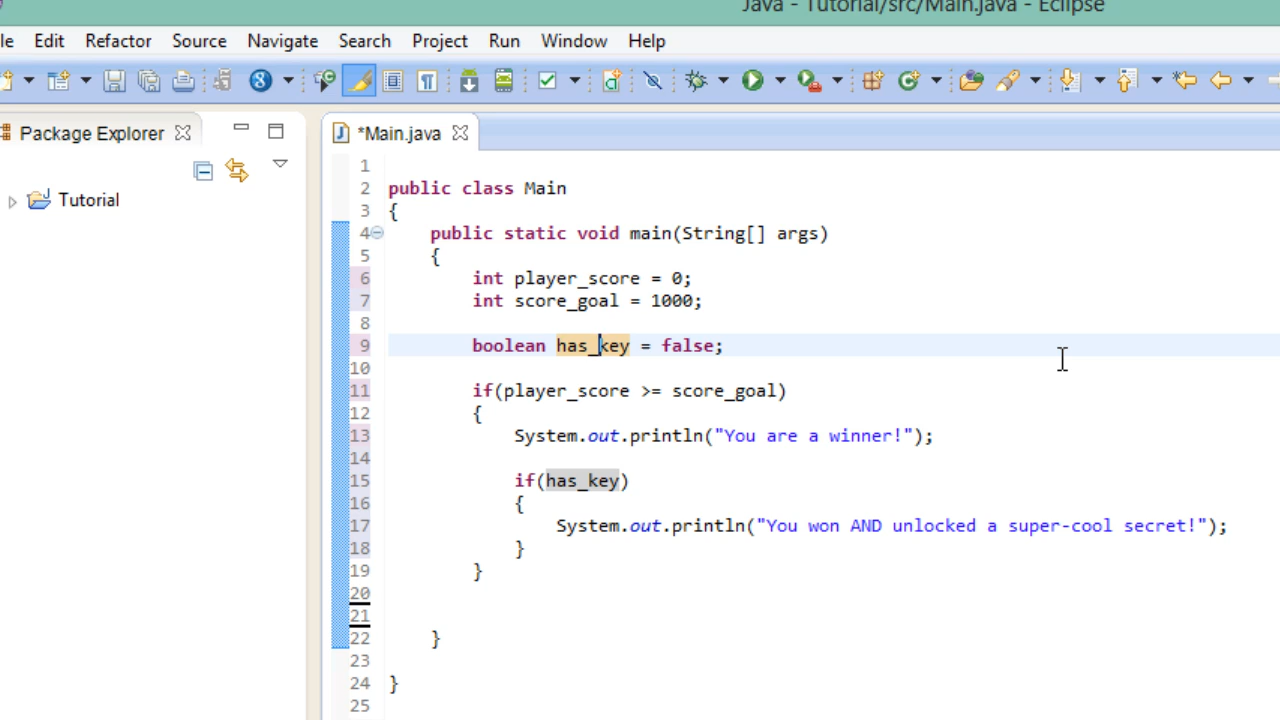 Java - Tutorial/src/Main.java - Eclipse
le Edit Refactor Source Navigate Search Project Run Window Help
8
Package Explorer
*Main.java
Tutorial
1
2 public class Main
3 {
4 public static void main(String[] args)
5 {
6 int player_score = 0;
7 int score_goal = 1000;
8
9 boolean has_key = false;
10
11 if(player_score >= score_goal)
12 {
13 System.out.println("You are a winner!");
14
15 if(has_key)
16 {
17 System.out.println("You won AND unlocked a super-cool secret!");
18 }
19 }
20
21
22 }
23
24 }
25